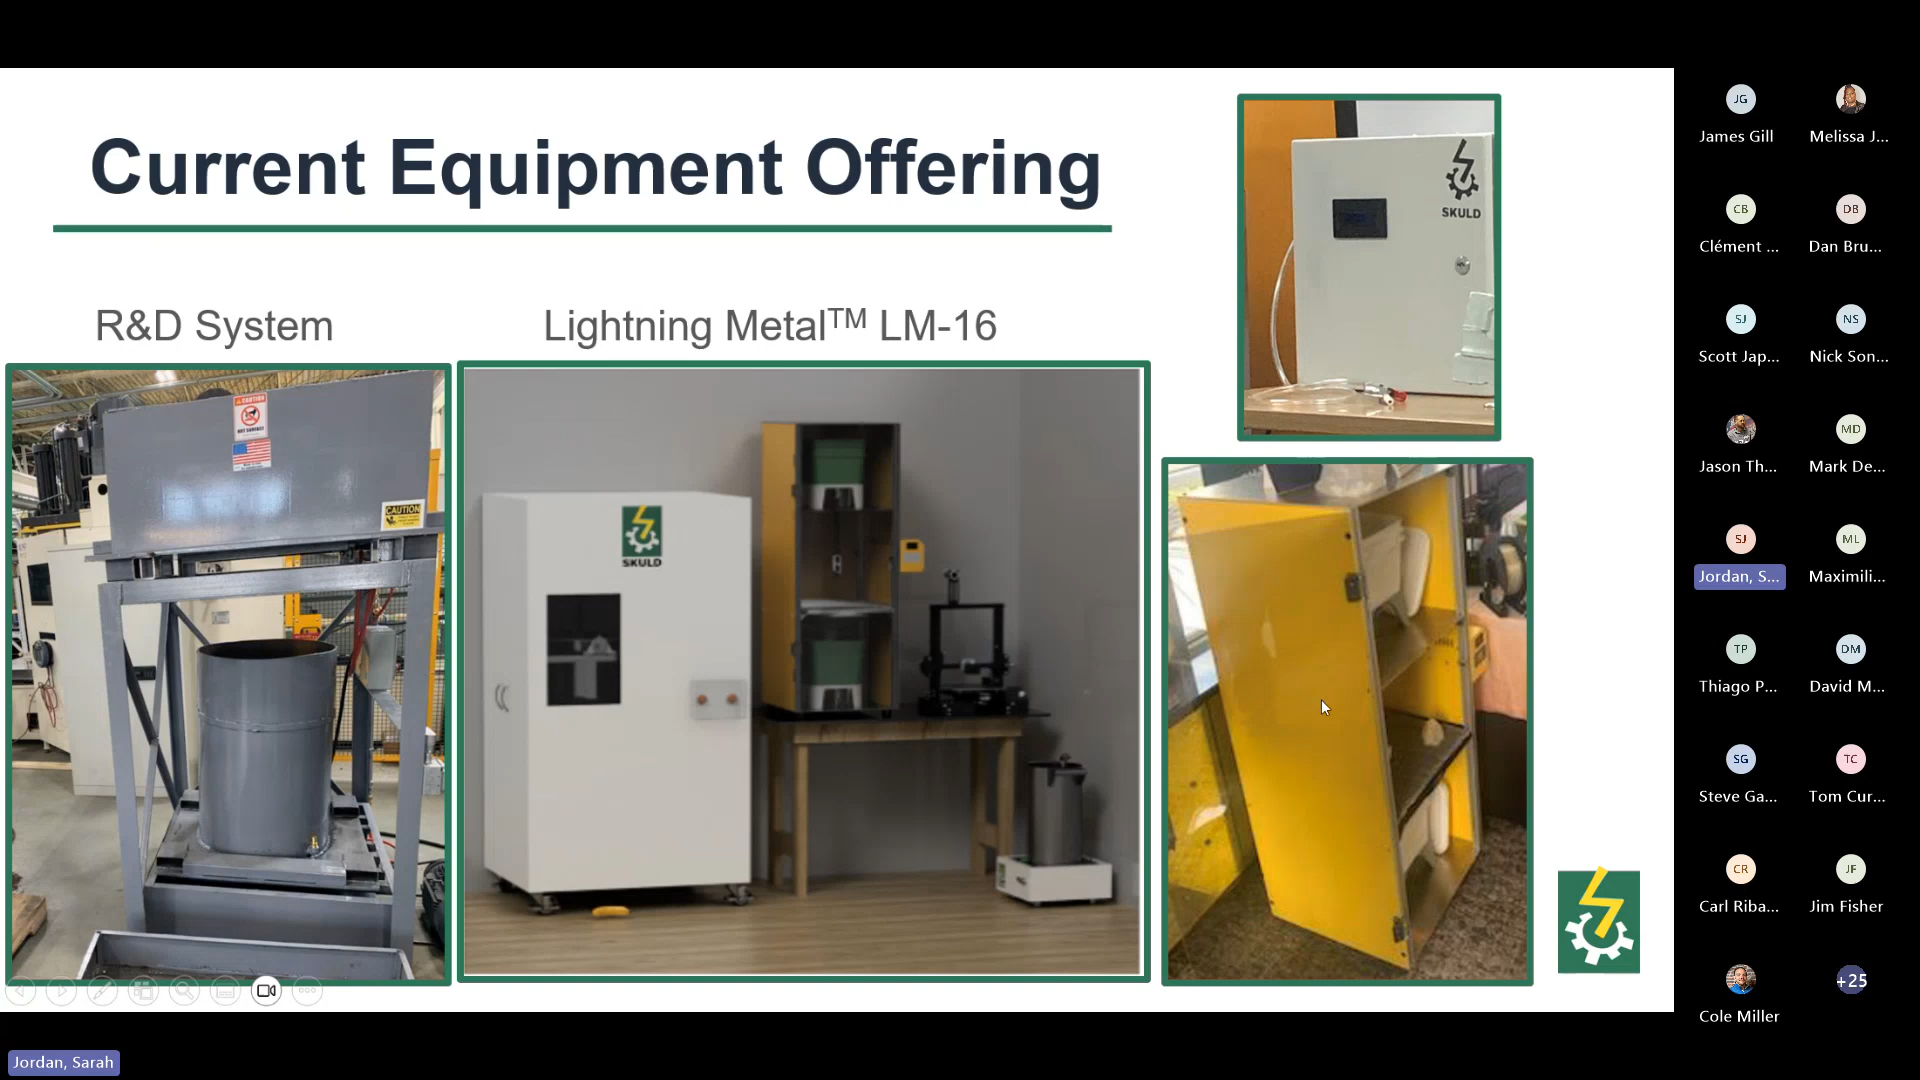 Current Equipment Offering
R&D System
Lightning Metal™ LM-16
SKULD
SKULD
CAUTION
HOT SURFACE
CAUTION
James Gill
Melissa J...
CB
DB
Clément ...
Dan Bru...
SJ
NS
Scott Jap...
Nick Son...
Jason Th...
MD
Mark De...
SJ
ML
Jordan, S...
Maximili...
TP
DM
Thiago P...
David M...
SG
TC
Steve Ga...
Tom Cur...
CR
JF
Carl Riba...
Jim Fisher
+25
Cole Miller
JG
Jordan, Sarah